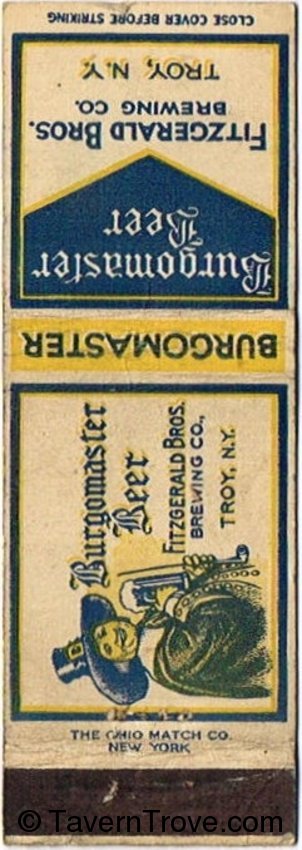 CLOSE COVER BEFORE STRIKING
FITZGERALD BROS.
BREWING CO.
TROY, N.Y.
Burgomaster
Beer
BURGOMASTER
Burgomaster
Beer
FITZGERALD BROS.
BREWING CO.,
TROY, N.Y.
THE OHIO MATCH CO.
NEW YORK
© TavernTrove.com